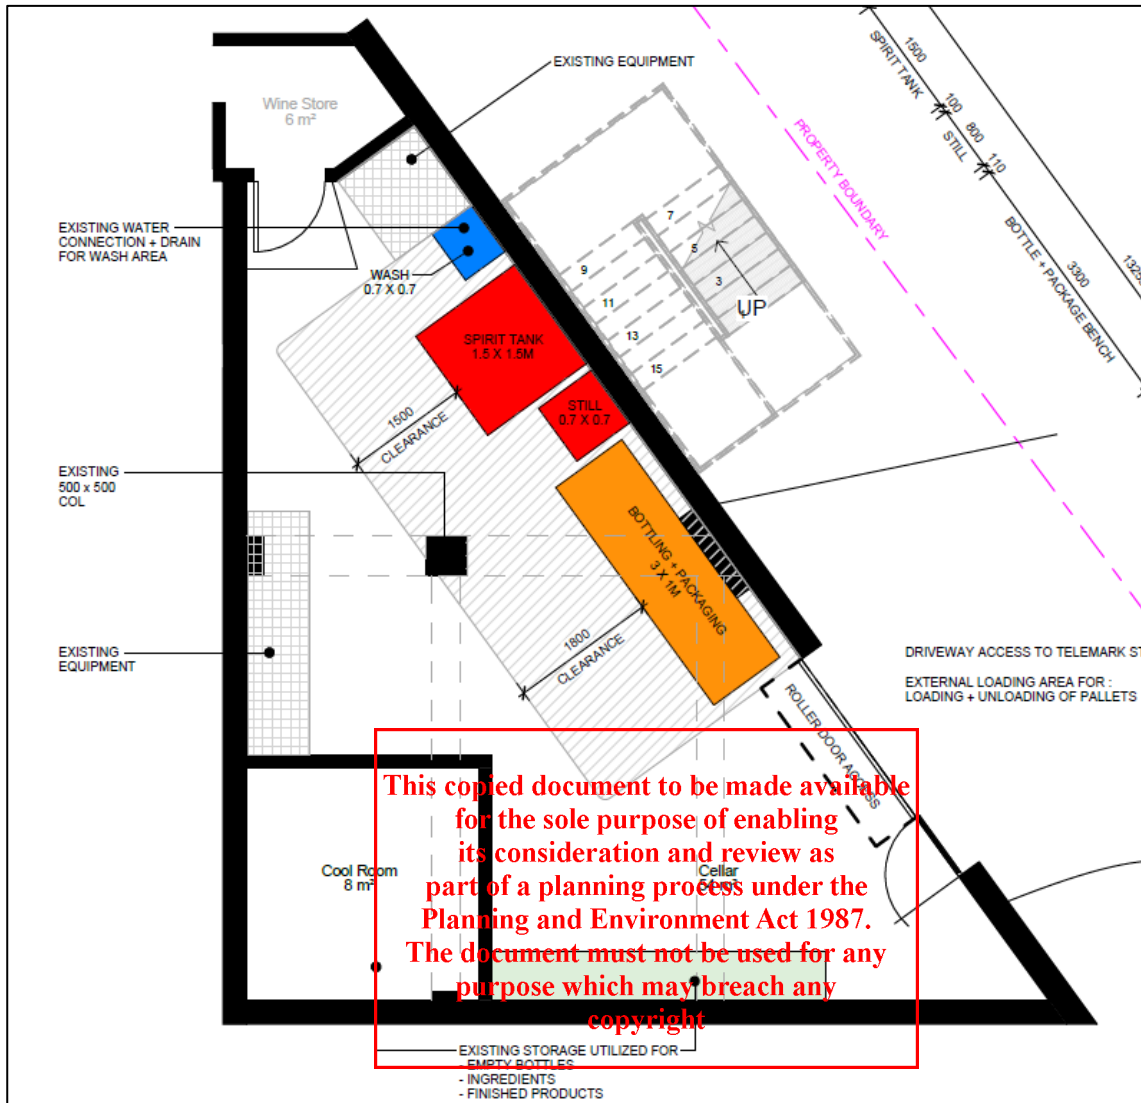 EXISTING EQUIPMENT
Wine Store
6 m²
EXISTING WATER
CONNECTION + DRAIN
FOR WASH AREA
WASH
0.7 X 0.7
SPIRIT TANK
1.5 X 1.5M
STILL
0.7 X 0.7
1500
CLEARANCE
EXISTING
500 x 500
COL
BOTTLING + PACKAGING
3 X 1M
1800
CLEARANCE
EXISTING
EQUIPMENT
7
5
3
UP
9
11
13
15
PROPERTY BOUNDARY
1500
SPIRIT TANK
100
800
STILL
110
3300
BOTTLE + PACKAGE BENCH
DRIVEWAY ACCESS TO TELEMARK ST
EXTERNAL LOADING AREA FOR :
LOADING + UNLOADING OF PALLETS
ROLLER DOOR ACCESS
Cool Room
8 m²
Cellar
54 m²
This copied document to be made available
for the sole purpose of enabling
its consideration and review as
part of a planning process under the
Planning and Environment Act 1987.
The document must not be used for any
purpose which may breach any
copyright
EXISTING STORAGE UTILIZED FOR
- EMPTY BOTTLES
- INGREDIENTS
- FINISHED PRODUCTS